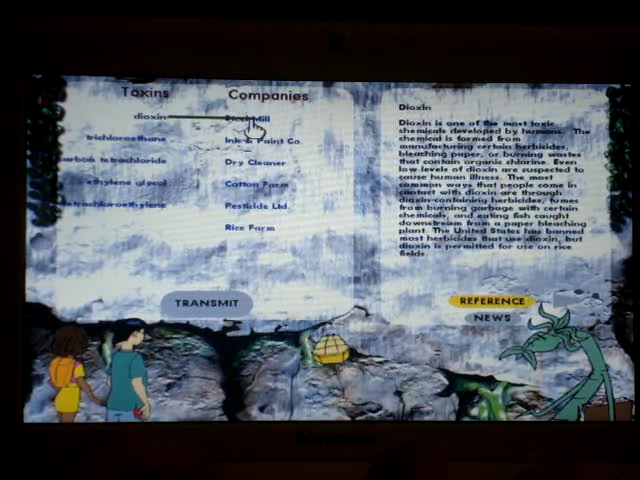 Toxins
Companies
dioxin
Mill
trichloroethane
Ink & Paint Co.
carbon tetrachloride
Dry Cleaner
ethylene glycol
Cotton Farm
tetrachloroethylene
Pesticide Ltd.
Rice Farm
TRANSMIT
Dioxin
Dioxin is one of the most toxic
chemicals developed by humans. The
chemical is formed from
manufacturing certain herbicides,
bleaching paper, or burning wastes
that contain organic chlorine. Even
low levels of dioxin are suspected to
cause human illness. The most
common ways that people come in
contact with dioxin are through
dioxin-containing herbicides, fumes
from burning garbage with certain
chemicals, and eating fish caught
downstream from a paper bleaching
plant. The United States has banned
most herbicides that use dioxin, but
dioxin is permitted for use on rice
fields.
REFERENCE
NEWS
lenovo